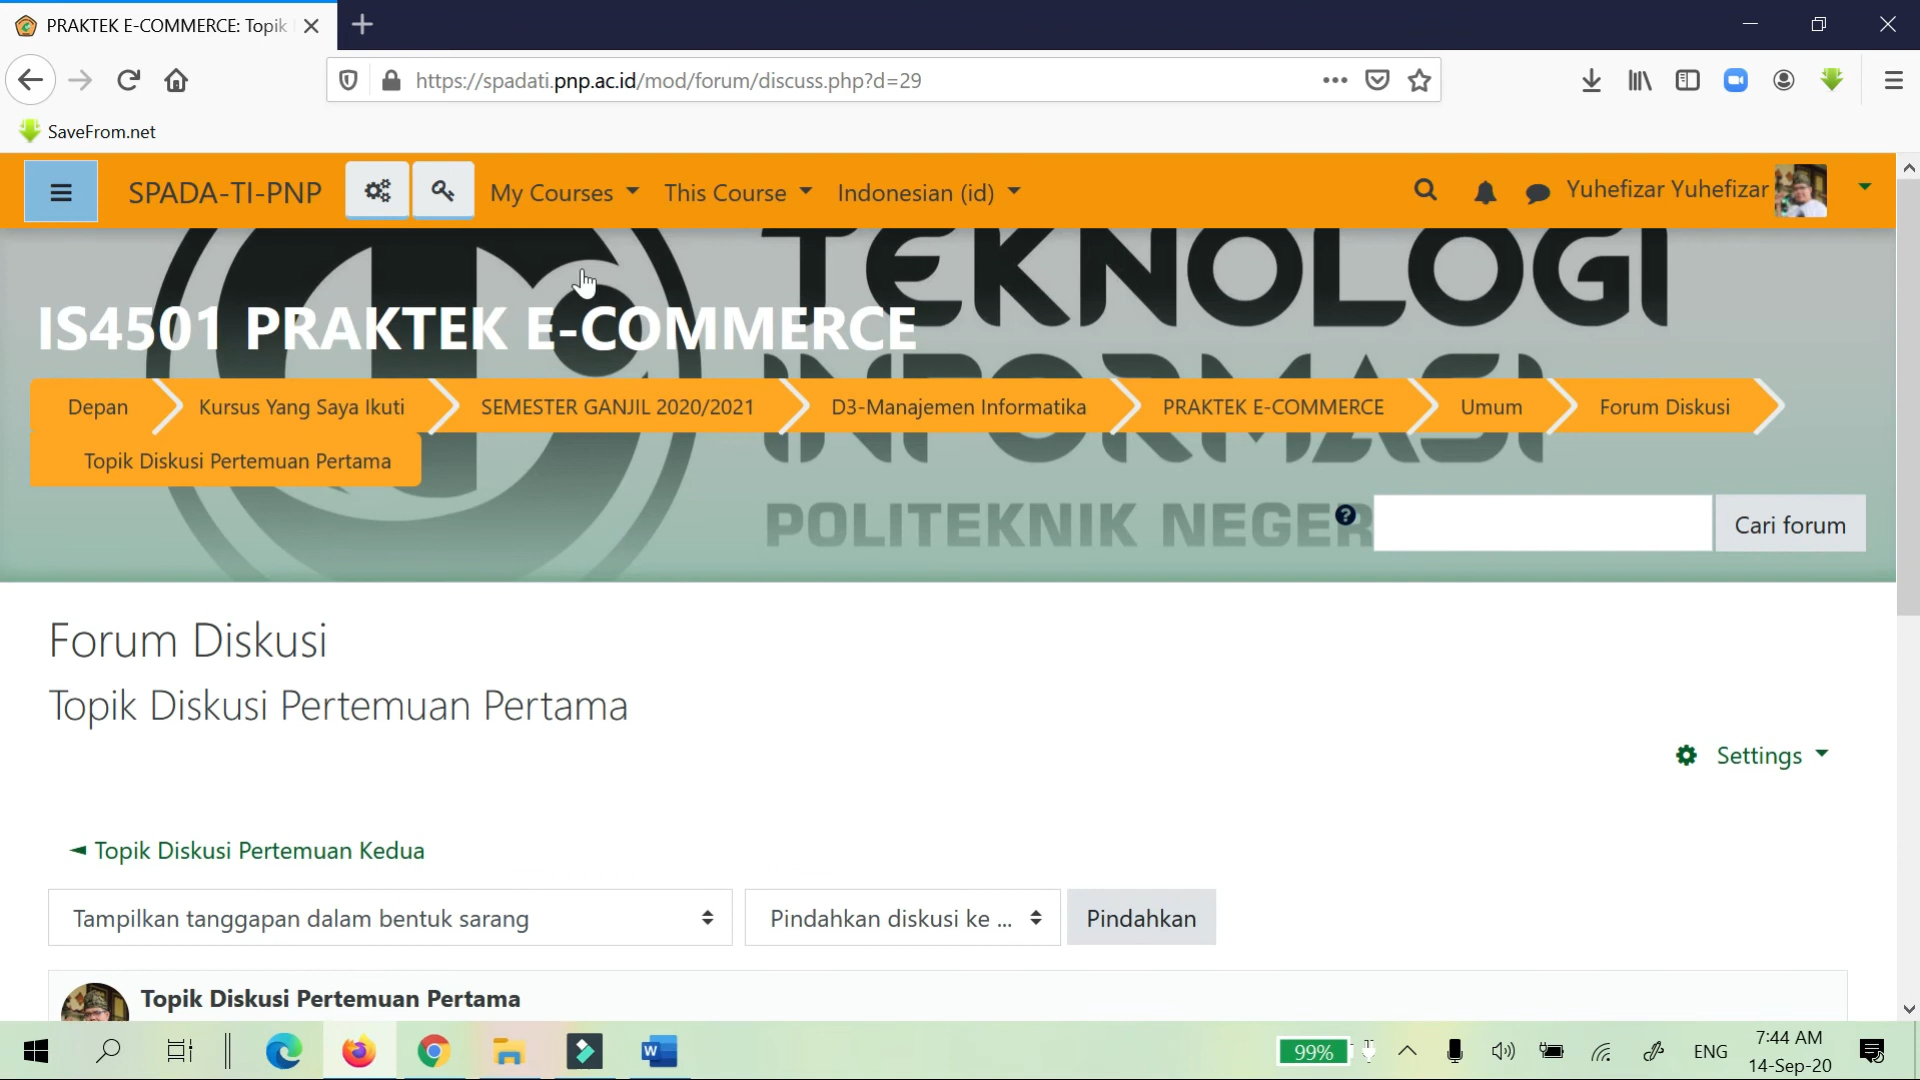 PRAKTEK E-COMMERCE: Topik
https://spadati.pnp.ac.id/mod/forum/discuss.php?d=29
SaveFrom.net
SPADA-TI-PNP My Courses This Course Indonesian (id) Yuhefizar Yuhefizar
TEKNOLOGI
IS4501 PRAKTEK E-COMMERCE
INFORMASI
Depan Kursus Yang Saya Ikuti SEMESTER GANJIL 2020/2021 D3-Manajemen Informatika PRAKTEK E-COMMERCE Umum Forum Diskusi
Topik Diskusi Pertemuan Pertama
POLITEKNIK NEGER
? Cari forum
Forum Diskusi
Topik Diskusi Pertemuan Pertama
Settings
◄ Topik Diskusi Pertemuan Kedua
Tampilkan tanggapan dalam bentuk sarang Pindahkan diskusi ke ... Pindahkan
Topik Diskusi Pertemuan Pertama
99% ENG 7:44 AM
14-Sep-20